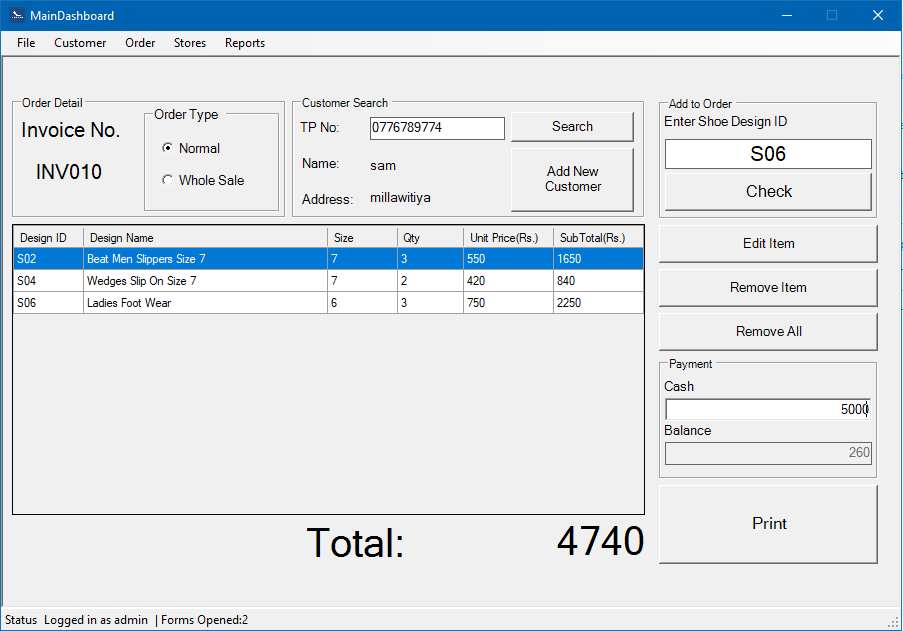 MainDashboard
File Customer Order Stores Reports
Order Detail
Invoice No.
INV010
Order Type
Normal
Whole Sale
Customer Search
TP No: 0776789774 Search
Name: sam
Address: millawitiya
Add New
Customer
Add to Order
Enter Shoe Design ID
S06
Check
Design ID Design Name Size Qty Unit Price(Rs.) SubTotal(Rs.)
S02 Beat Men Slippers Size 7 7 3 550 1650
S04 Wedges Slip On Size 7 7 2 420 840
S06 Ladies Foot Wear 6 3 750 2250
Edit Item
Remove Item
Remove All
Payment
Cash
5000
Balance
260
Total: 4740
Print
Status Logged in as admin | Forms Opened:2